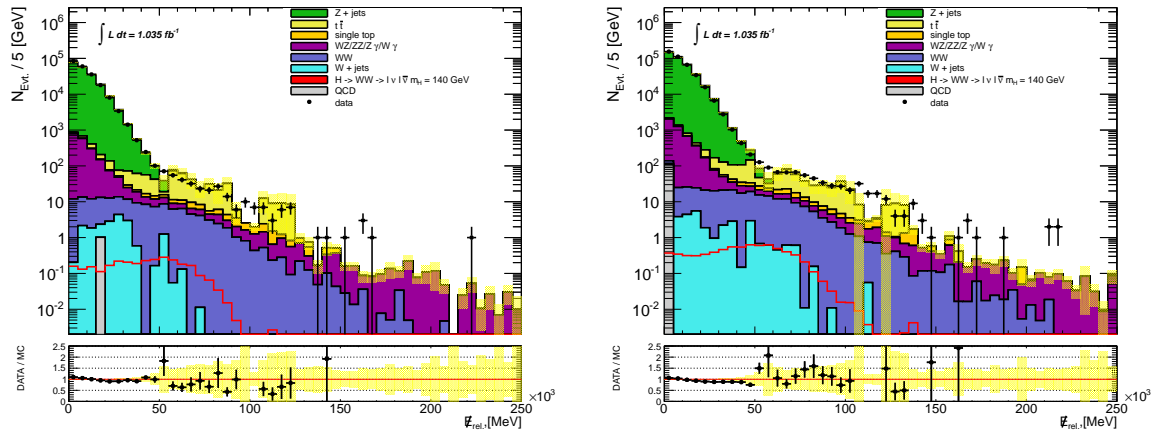 N_Evt. / 5 [GeV]
10⁶
10⁵
10⁴
10³
10²
10
1
10⁻¹
10⁻²
∫ L dt = 1.035 fb⁻¹
Z + jets
t t̅
single top
WZ/ZZ/Z γ/W γ
WW
W + jets
H -> WW -> l ν l ν̅ m_H = 140 GeV
QCD
data
DATA / MC
2.5
2
1.5
1
0.5
0
0 50 100 150 200 250
×10³
E̸_rel.,[MeV]
N_Evt. / 5 [GeV]
10⁶
10⁵
10⁴
10³
10²
10
1
10⁻¹
10⁻²
∫ L dt = 1.035 fb⁻¹
Z + jets
t t̅
single top
WZ/ZZ/Z γ/W γ
WW
W + jets
H -> WW -> l ν l ν̅ m_H = 140 GeV
QCD
data
DATA / MC
2.5
2
1.5
1
0.5
0
0 50 100 150 200 250
×10³
E̸_rel.,[MeV]